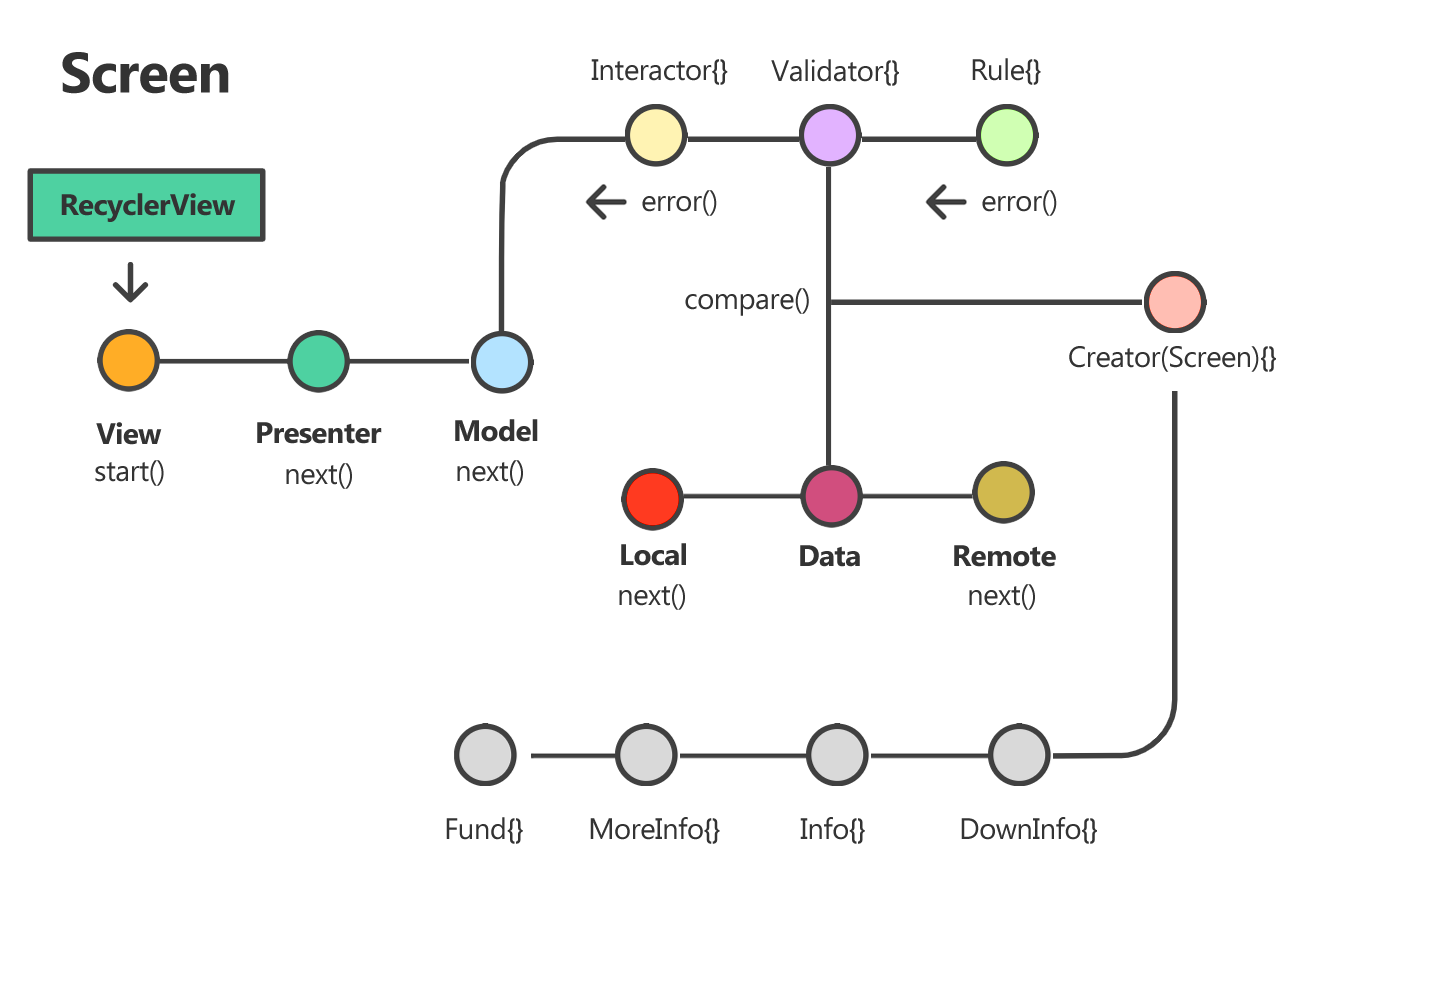 Screen
Interactor{}
Validator{}
Rule{}
RecyclerView
error()
error()
compare()
Creator(Screen){}
View
start()
Presenter
next()
Model
next()
Local
next()
Data
Remote
next()
Fund{}
MoreInfo{}
Info{}
DownInfo{}